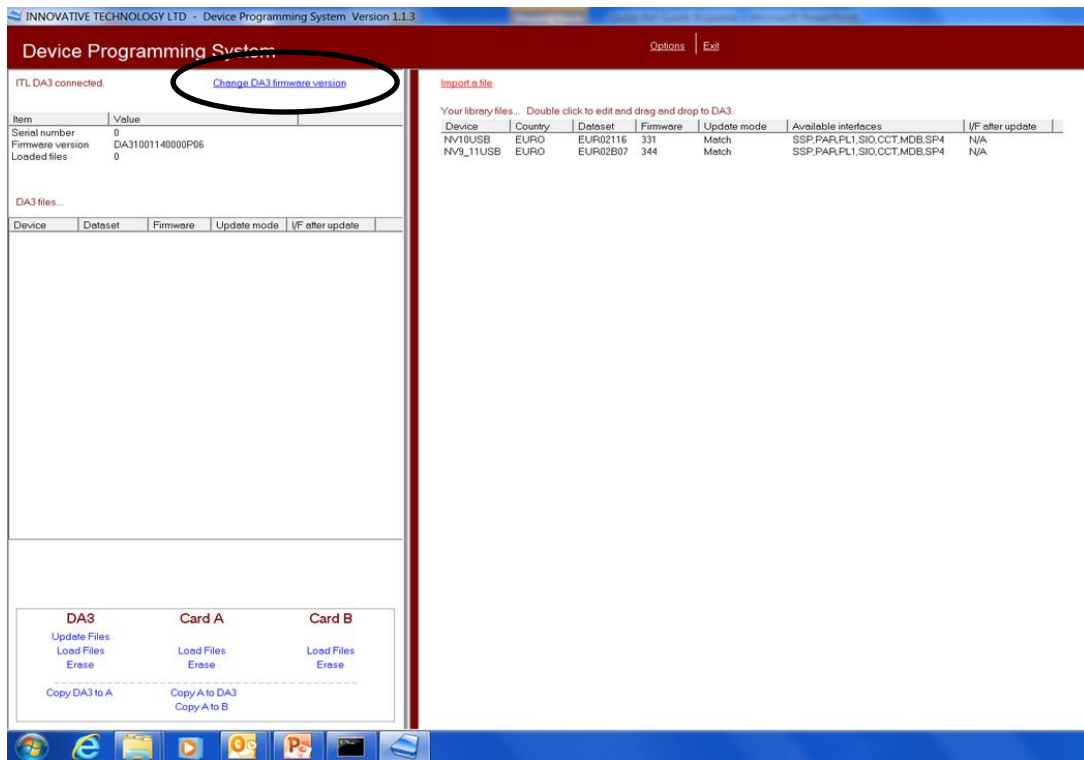 INNOVATIVE TECHNOLOGY LTD - Device Programming System Version 1.1.3
Device Programming System
Options Exit
ITL DA3 connected. Change DA3 firmware version
Item Value
Serial number 0
Firmware version DA31001140000P06
Loaded files 0
DA3 files...
Device Dataset Firmware Update mode I/F after update
DA3 Card A Card B
Update Files
Load Files Load Files Load Files
Erase Erase Erase
Copy DA3 to A Copy A to DA3
Copy A to B
Import a file
Your library files... Double click to edit and drag and drop to DA3.
Device Country Dataset Firmware Update mode Available interfaces I/F after update
NV10USB EURO EUR02116 331 Match SSP,PAR,PL1,SIO,CCT,MDB,SP4 N/A
NV9_11USB EURO EUR02B07 344 Match SSP,PAR,PL1,SIO,CCT,MDB,SP4 N/A